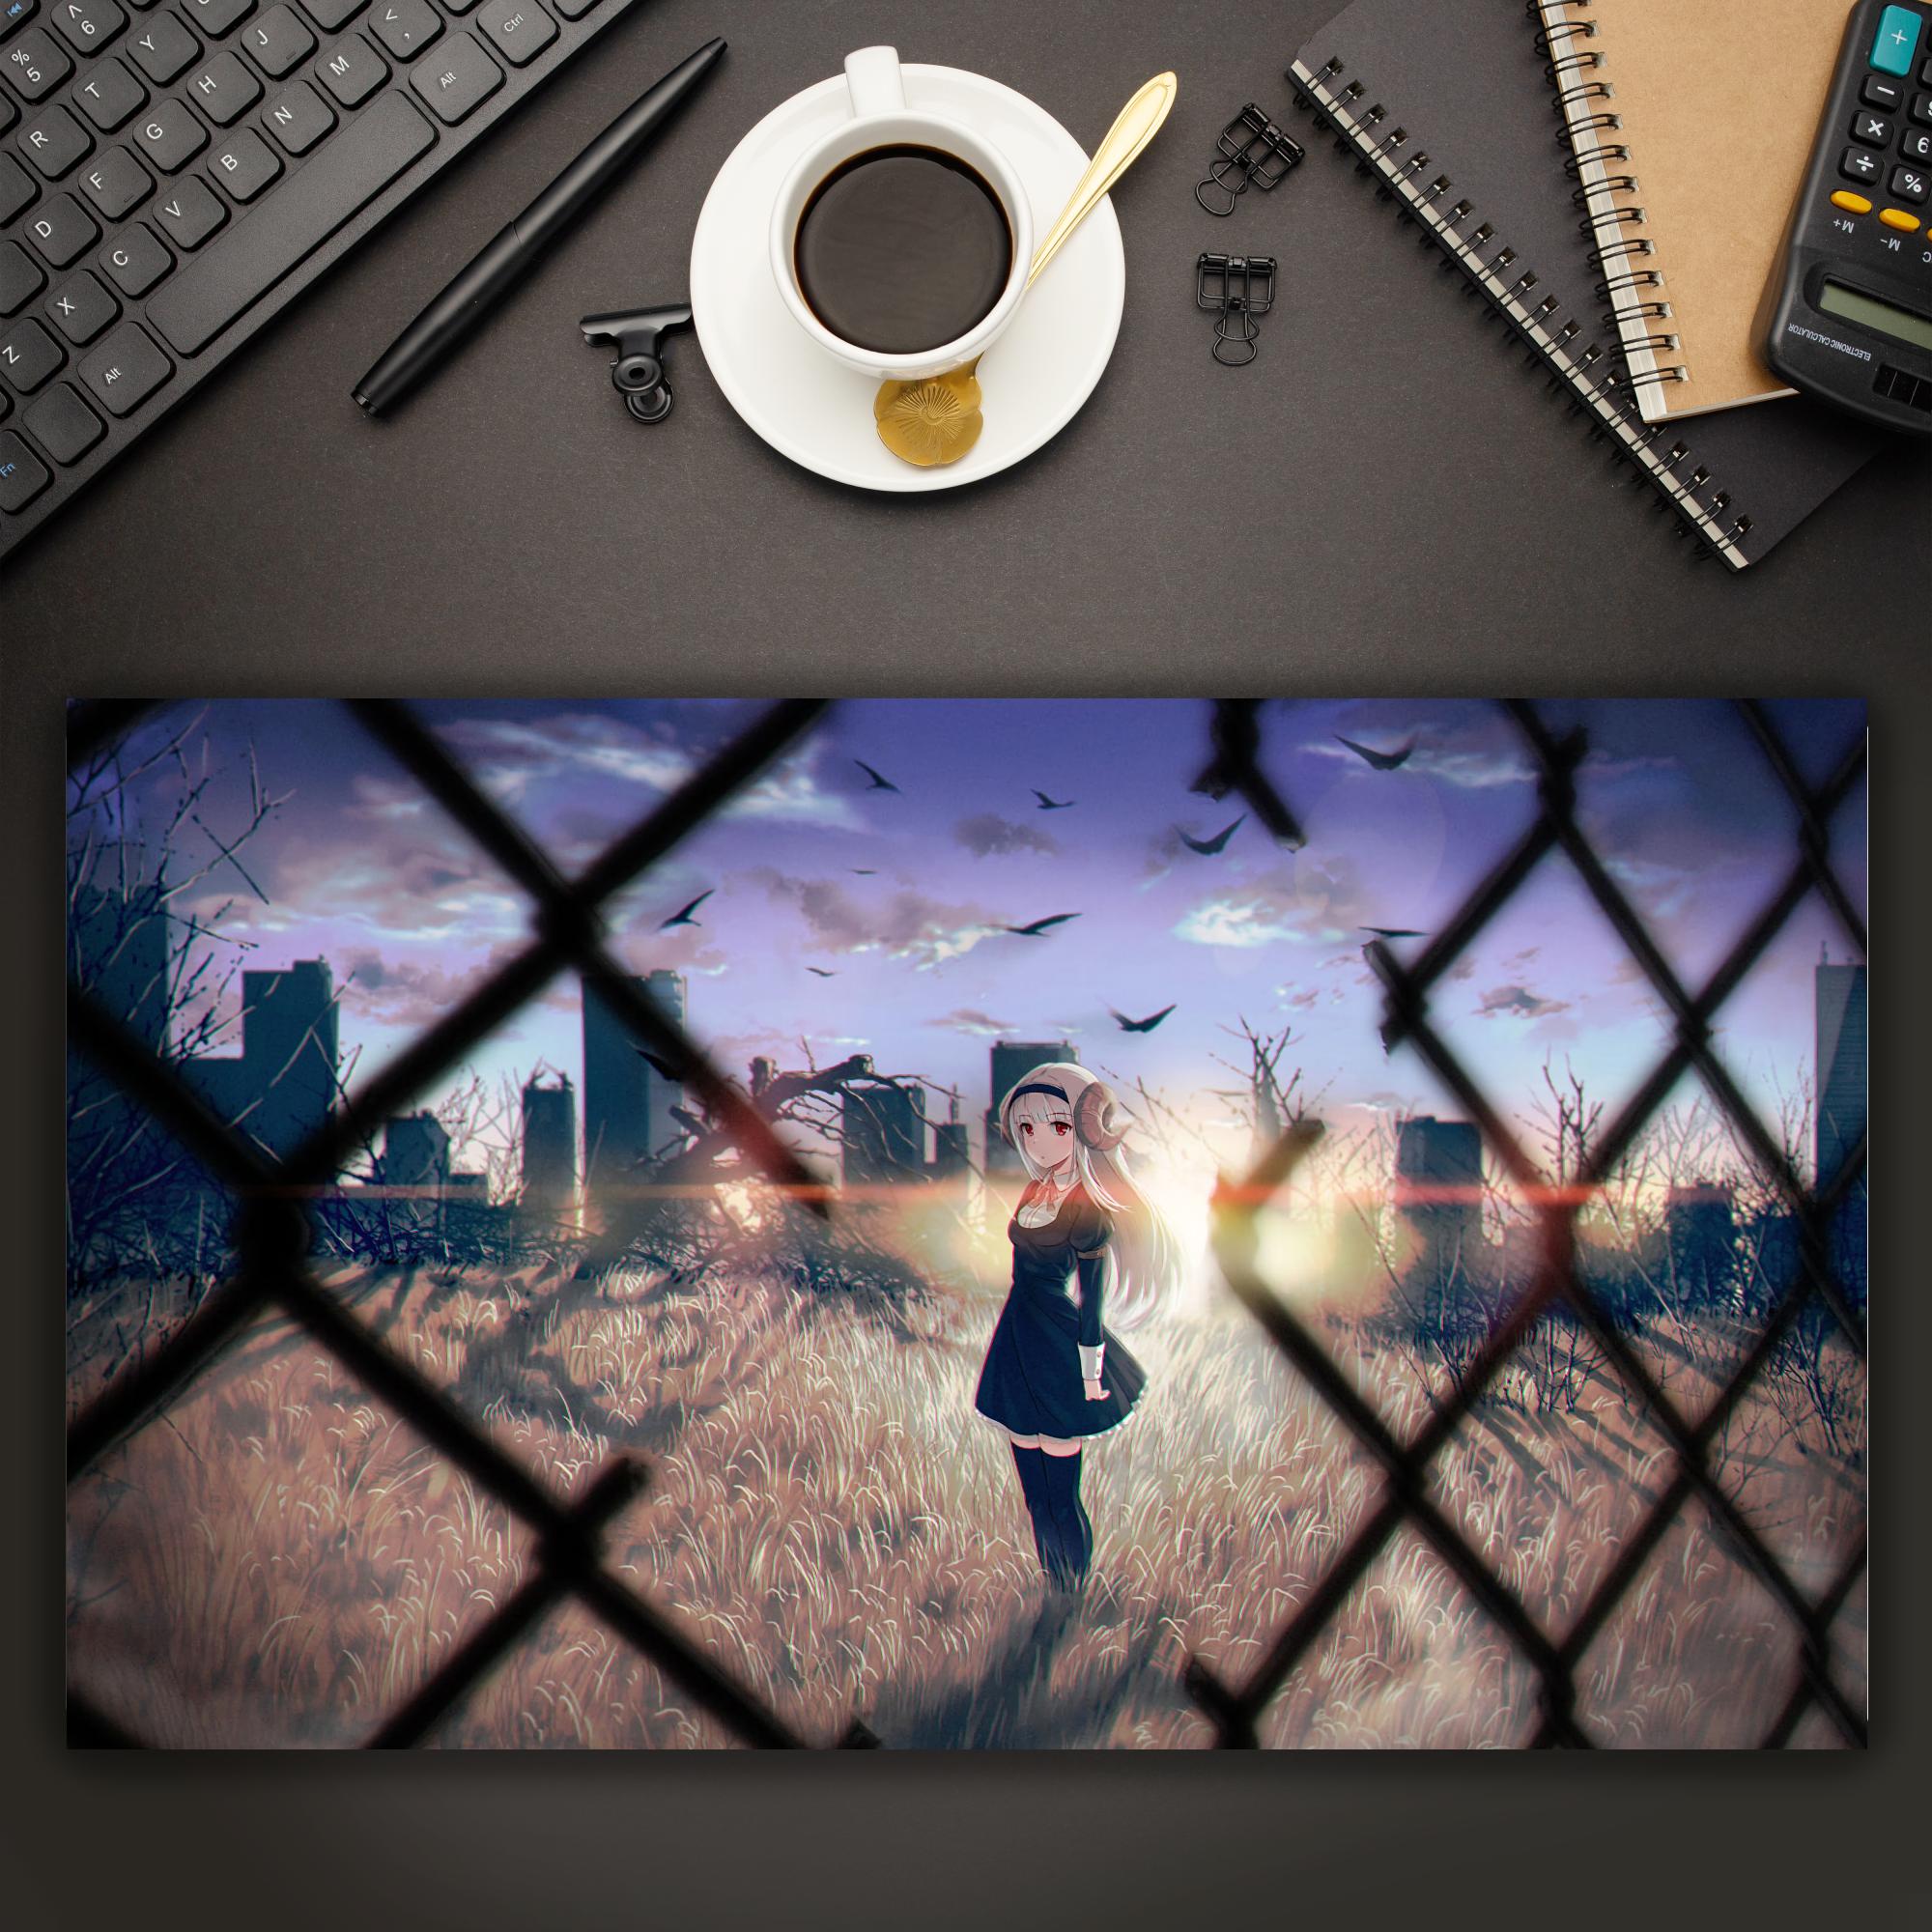 ^ 6
% 5
Y
J
< ,
Ctrl
T
H
M
Alt
R
G
N
F
B
D
V
C
X
Z
Alt
Fn
+
−
×
÷
%
M+
M−
ELECTRONIC CALCULATOR